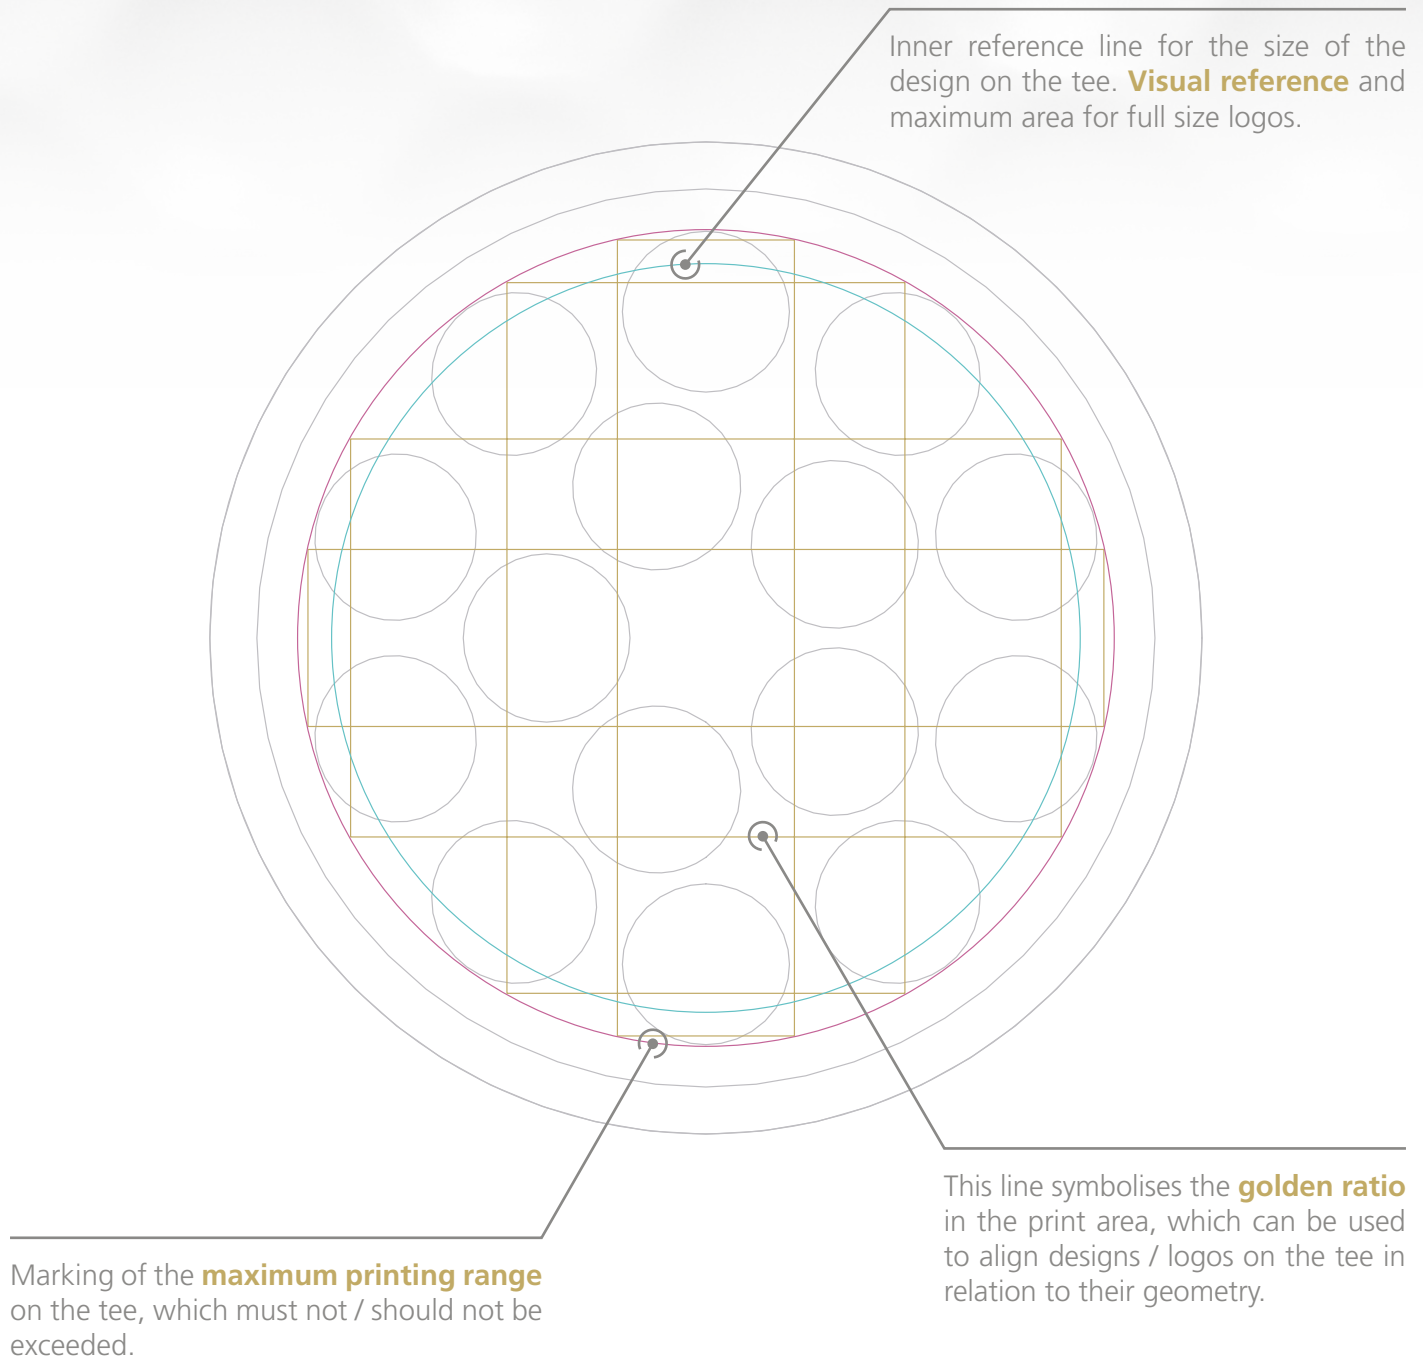 Inner reference line for the size of the
design on the tee. Visual reference and
maximum area for full size logos.
This line symbolises the golden ratio
in the print area, which can be used
to align designs / logos on the tee in
relation to their geometry.
Marking of the maximum printing range
on the tee, which must not / should not be
exceeded.